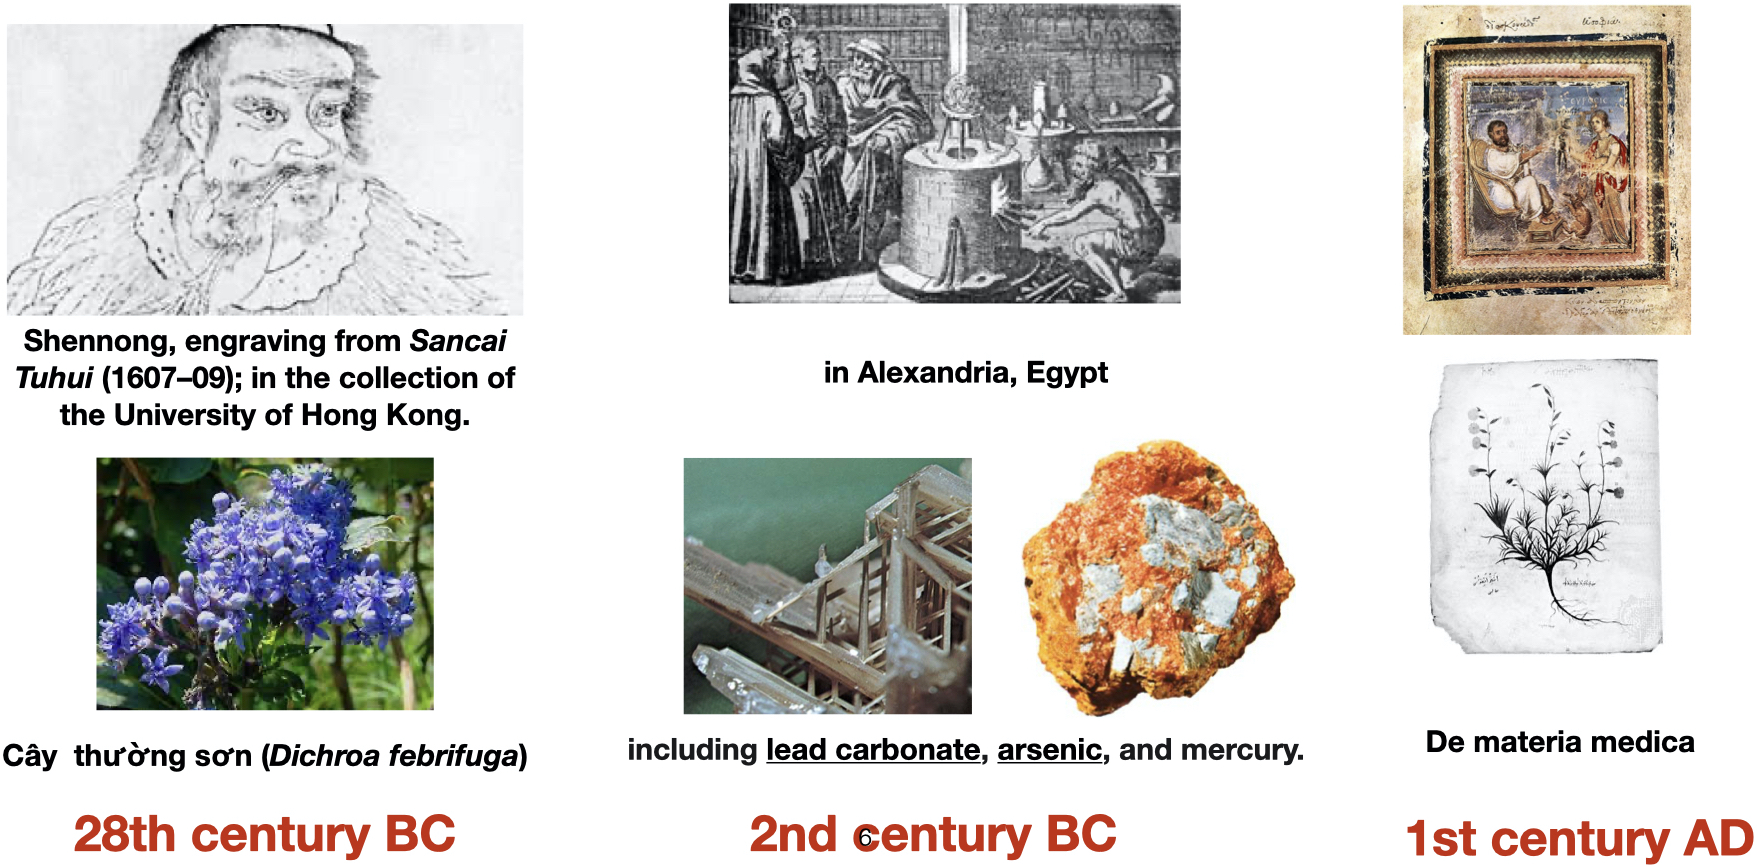 Shennong, engraving from Sancai
Tuhui (1607–09); in the collection of
the University of Hong Kong.
Cây thường sơn (Dichroa febrifuga)
28th century BC
in Alexandria, Egypt
including lead carbonate, arsenic, and mercury.
2nd century BC
6
De materia medica
1st century AD